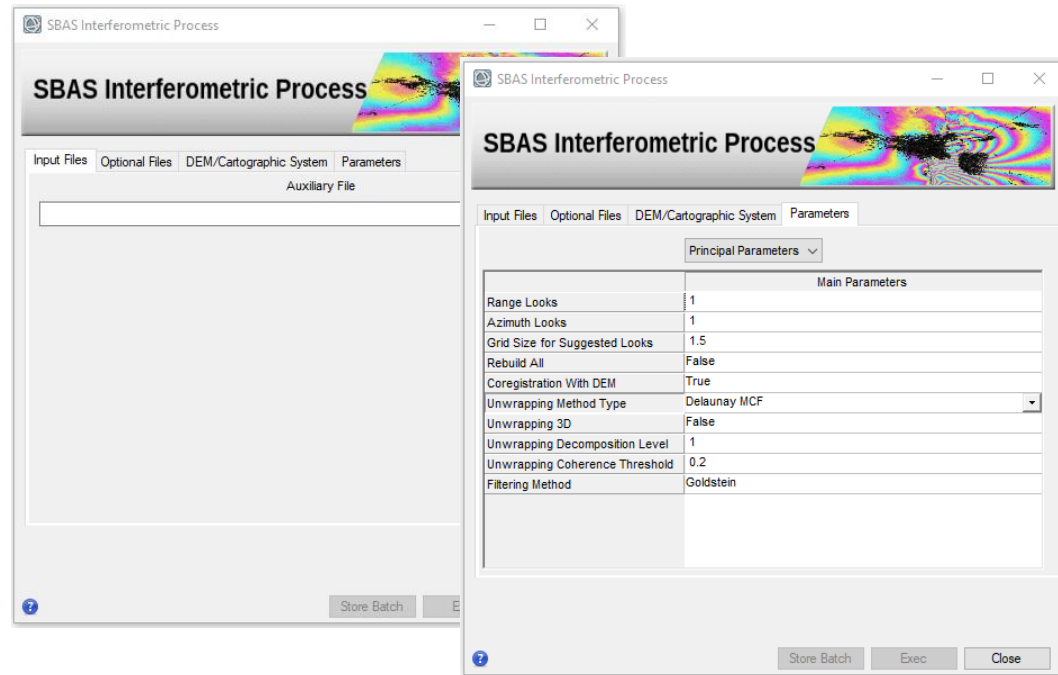 SBAS Interferometric Process
SBAS Interferometric Process
Input Files Optional Files DEM/Cartographic System Parameters
Auxiliary File
Store Batch E
SBAS Interferometric Process
SBAS Interferometric Process
Input Files Optional Files DEM/Cartographic System Parameters
Principal Parameters
Main Parameters
Range Looks 1
Azimuth Looks 1
Grid Size for Suggested Looks 1.5
Rebuild All False
Coregistration With DEM True
Unwrapping Method Type Delaunay MCF
Unwrapping 3D False
Unwrapping Decomposition Level 1
Unwrapping Coherence Threshold 0.2
Filtering Method Goldstein
Store Batch Exec Close